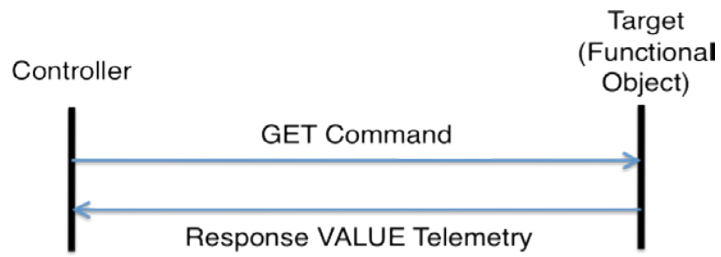 Target
(Functional
Object)
Controller
GET Command
Response VALUE Telemetry